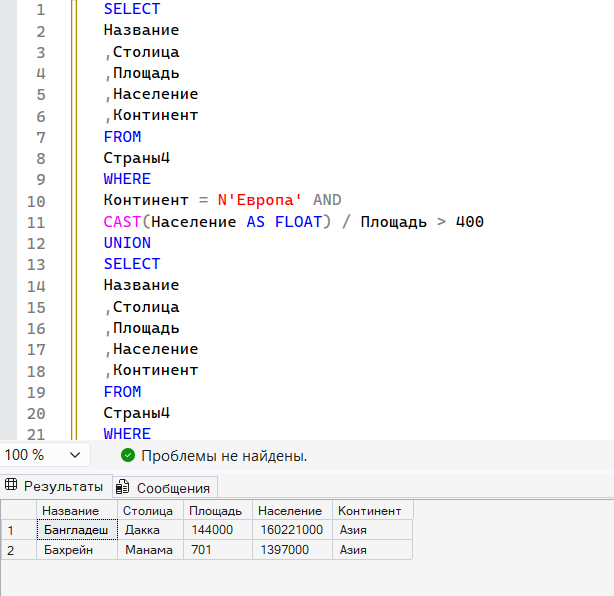 1 SELECT
2 Название
3 ,Столица
4 ,Площадь
5 ,Население
6 ,Континент
7 FROM
8 Страны4
9 WHERE
10 Континент = N'Европа' AND
11 CAST(Население AS FLOAT) / Площадь > 400
12 UNION
13 SELECT
14 Название
15 ,Столица
16 ,Площадь
17 ,Население
18 ,Континент
19 FROM
20 Страны4
21 WHERE
100 % Проблемы не найдены.
Результаты Сообщения
Название Столица Площадь Население Континент
1 Бангладеш Дакка 144000 160221000 Азия
2 Бахрейн Манама 701 1397000 Азия